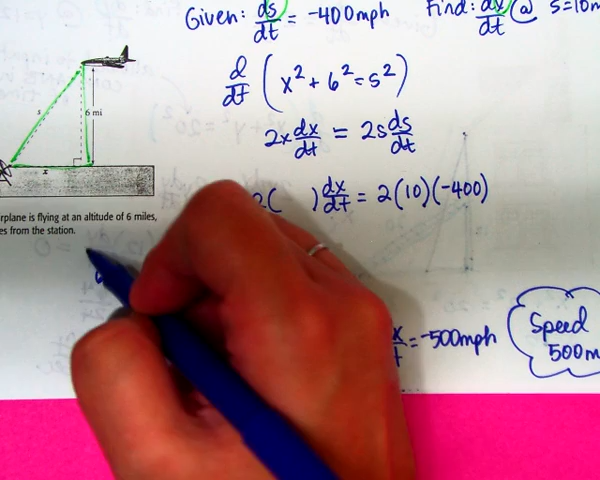 Given: ds/dt = -400mph Find: dx/dt @ s=10m
d/dt (x² + 6² = s²)
s
6 mi
2x dx/dt = 2s ds/dt
x
2( ) dx/dt = 2(10)(-400)
rplane is flying at an altitude of 6 miles,
es from the station.
x/t = -500mph
Speed
500m